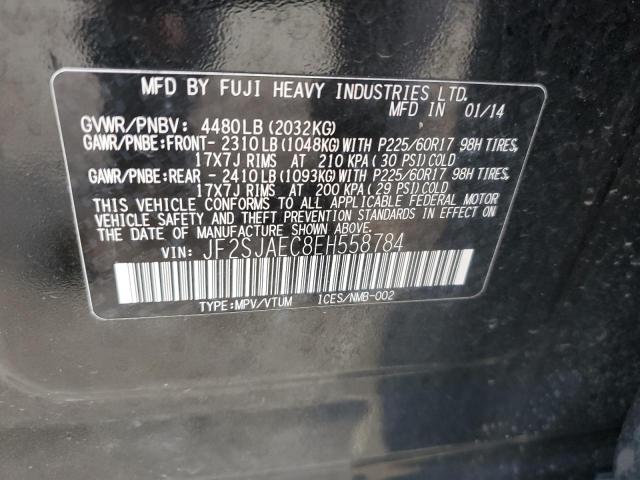 MFD BY FUJI HEAVY INDUSTRIES LTD.
MFD IN 01/14
GVWR/PNBV: 4480LB(2032KG)
GAWR/PNBE:FRONT- 2310LB(1048KG)WITH P225/60R17 98H TIRES,
17X7J RIMS AT 210 KPA(30 PSI)COLD
GAWR/PNBE:REAR - 2410LB(1093KG)WITH P225/60R17 98H TIRES,
17X7J RIMS AT 200 KPA(29 PSI)COLD
THIS VEHICLE CONFORMS TO ALL APPLICABLE FEDERAL MOTOR
VEHICLE SAFETY AND THEFT PREVENTION STANDARDS IN EFFECT ON
THE DATE OF MANUFACTURE SHOWN ABOVE.
VIN: JF2SJAEC8EH558784
TYPE:MPV/VTUM ICES/NMB-002